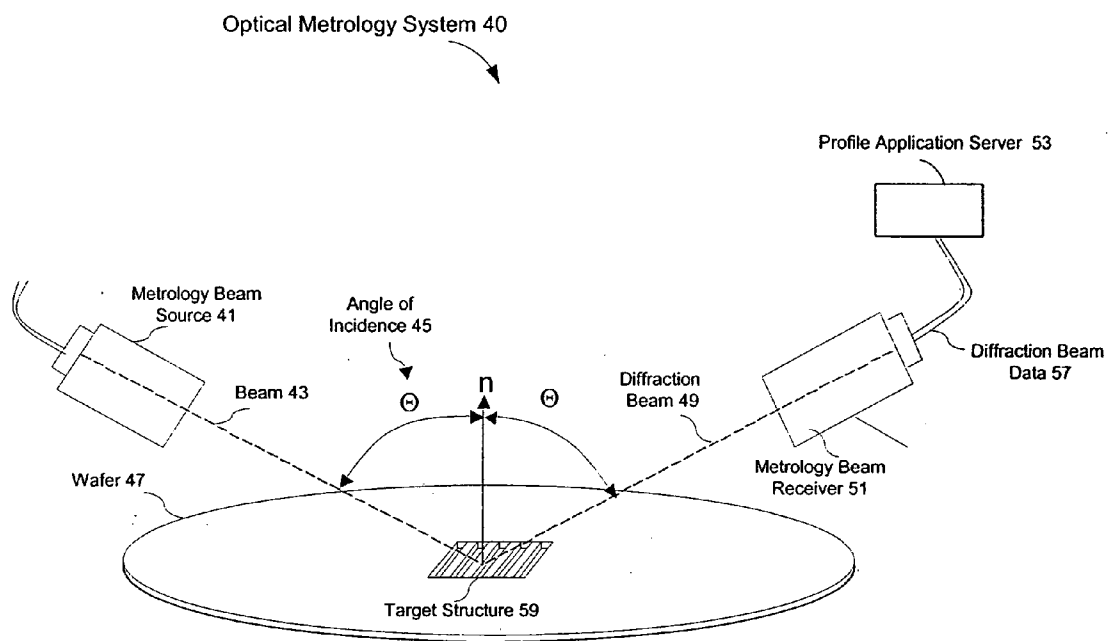 Optical Metrology System 40
Profile Application Server 53
Metrology Beam
Source 41
Angle of
Incidence 45
Diffraction Beam
Data 57
Beam 43
Θ
n
Θ
Diffraction
Beam 49
Metrology Beam
Receiver 51
Wafer 47
Target Structure 59